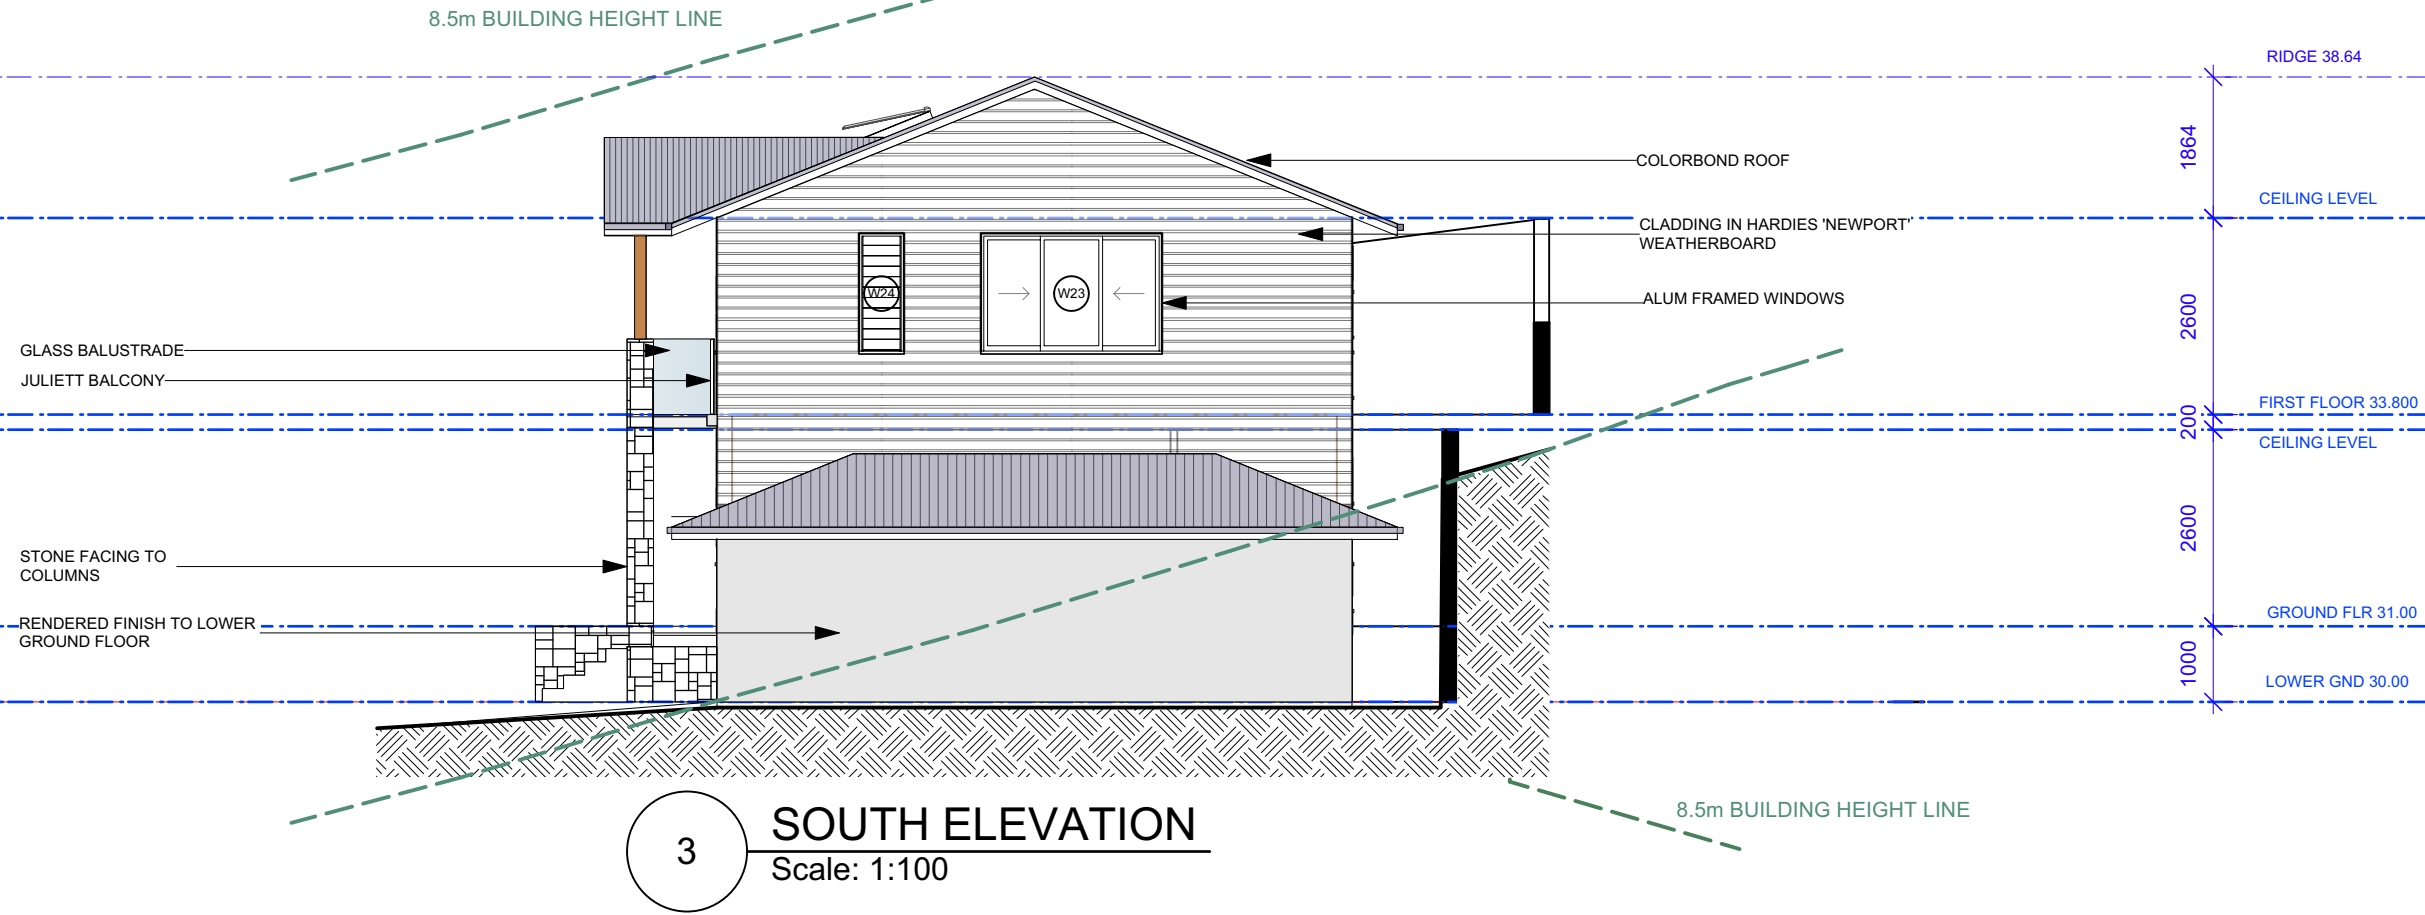 8.5m BUILDING HEIGHT LINE
RIDGE 38.64
1864
COLORBOND ROOF
CEILING LEVEL
CLADDING IN HARDIES 'NEWPORT'
WEATHERBOARD
W24
W23
ALUM FRAMED WINDOWS
2600
GLASS BALUSTRADE
JULIETT BALCONY
FIRST FLOOR 33.800
200
CEILING LEVEL
2600
STONE FACING TO
COLUMNS
RENDERED FINISH TO LOWER
GROUND FLOOR
GROUND FLR 31.00
1000
LOWER GND 30.00
8.5m BUILDING HEIGHT LINE
3
SOUTH ELEVATION
Scale: 1:100